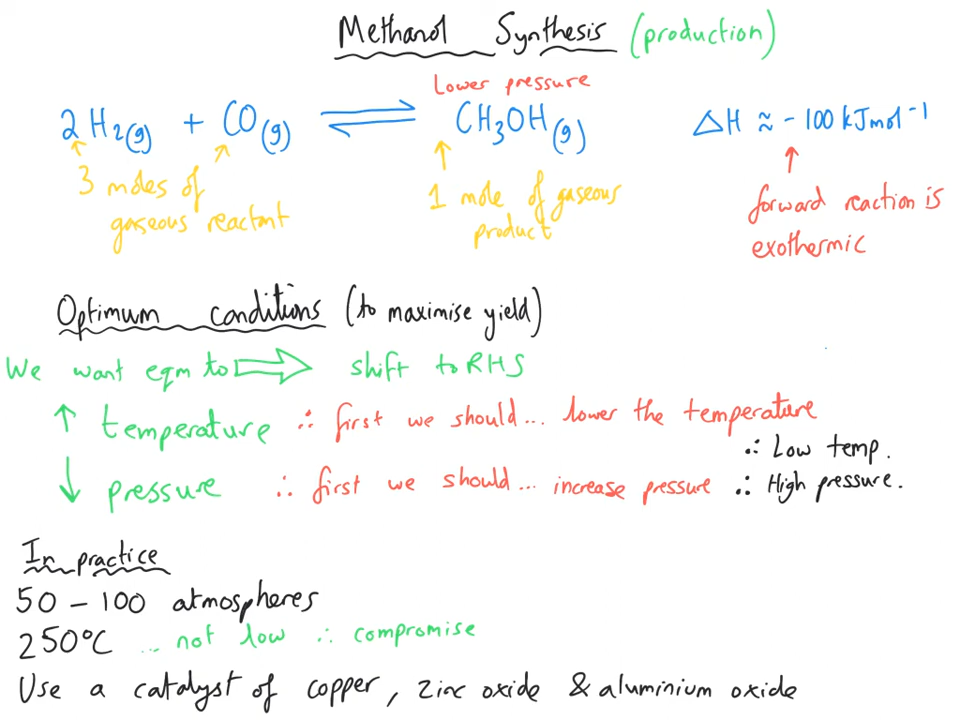 Methanol Synthesis (production)
Lower pressure
2H₂(g) + CO(g) ⇌ CH₃OH(g) ΔH ≈ -100 kJmol⁻¹
↑ ↑ ↑ ↑
3 moles of gaseous reactant
1 mole of gaseous product
forward reaction is exothermic
Optimum conditions (to maximise yield)
We want eqm to ⇒ shift to RHS
↑ temperature ∴ first we should... lower the temperature
∴ Low temp.
↓ pressure ∴ first we should... increase pressure ∴ High pressure.
In practice
50 – 100 atmospheres
250°C ... not low ∴ compromise
Use a catalyst of copper, zinc oxide & aluminium oxide